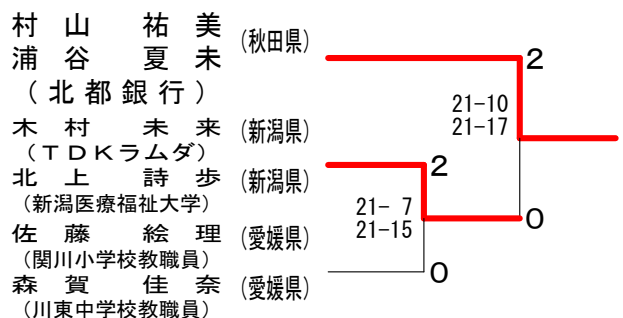 村山 祐美 (秋田県)
浦谷 夏未
(北都銀行)
2
21-10
21-17
木村 未来 (新潟県)
(TDKラムダ)
北上 詩歩 (新潟県)
(新潟医療福祉大学)
2
21- 7
21-15
0
佐藤 絵理 (愛媛県)
(関川小学校教職員)
森賀 佳奈 (愛媛県)
(川東中学校教職員)
0